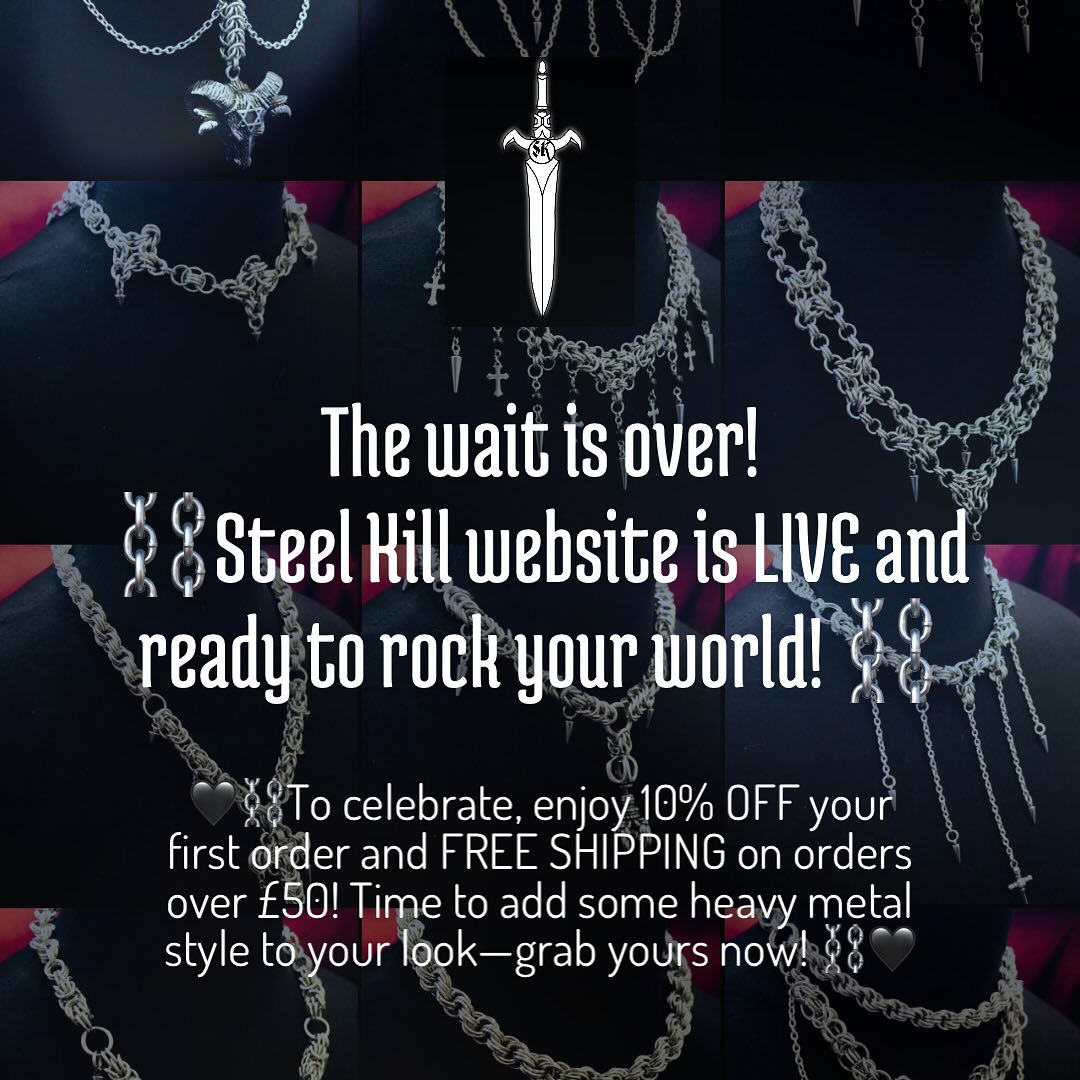 SK
The wait is over!
⛓️⛓️Steel Kill website is LIVE and
ready to rock your world! ⛓️⛓️
🖤⛓️⛓️To celebrate, enjoy 10% OFF your
first order and FREE SHIPPING on orders
over £50! Time to add some heavy metal
style to your look—grab yours now! ⛓️⛓️🖤